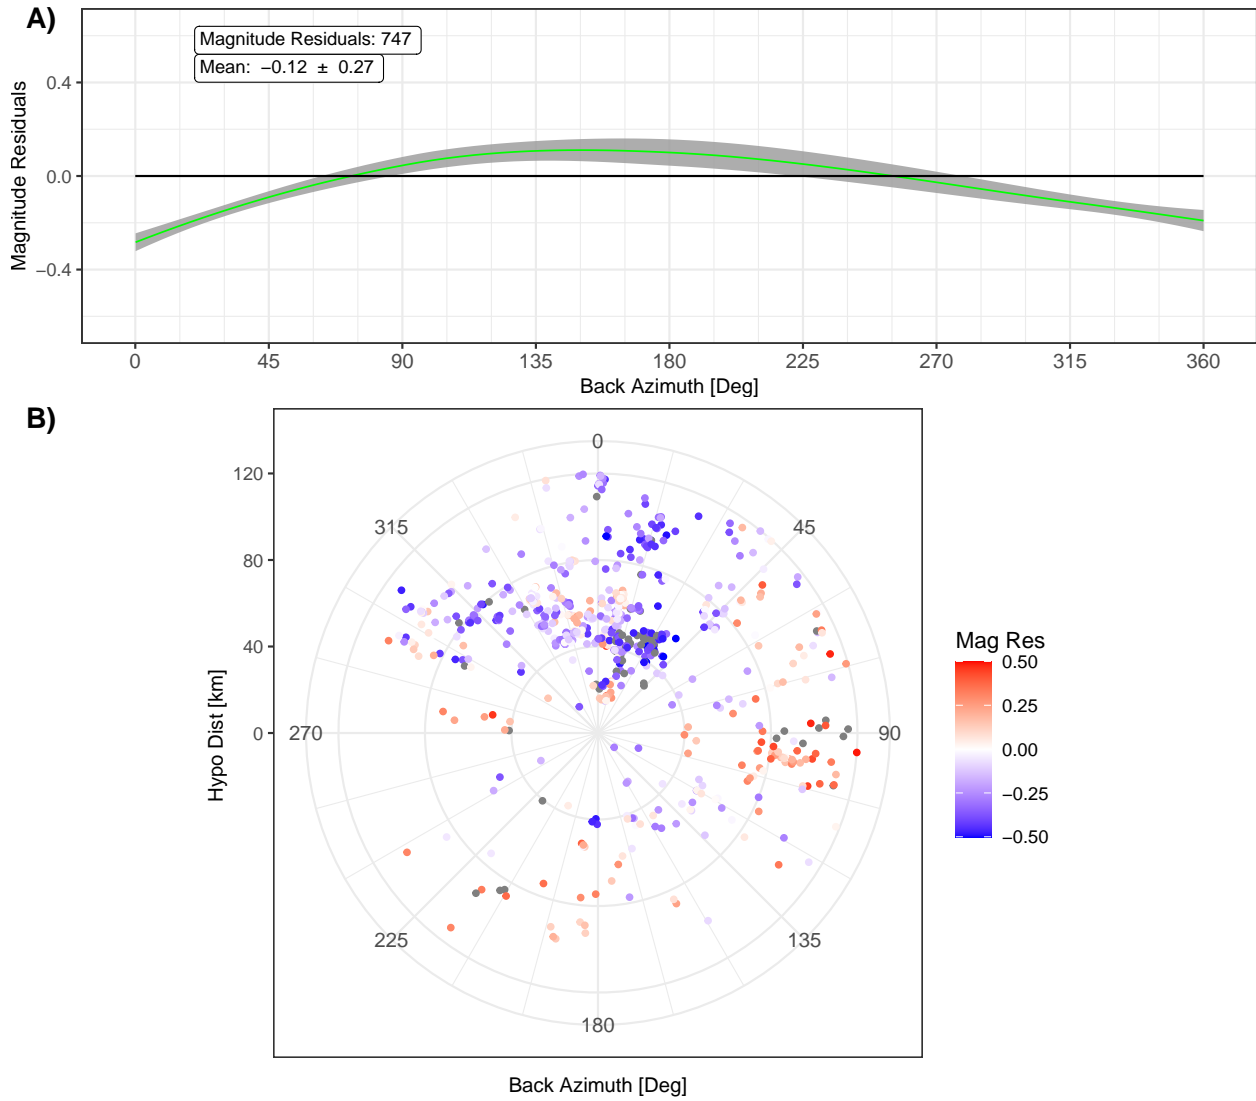 A)
Magnitude Residuals: 747
Mean: −0.12 ± 0.27
Magnitude Residuals
0.4
0.0
−0.4
0 45 90 135 180 225 270 315 360
Back Azimuth [Deg]
B)
Hypo Dist [km]
120
80
40
0
0
45
90
135
180
225
270
315
Back Azimuth [Deg]
Mag Res
0.50
0.25
0.00
−0.25
−0.50